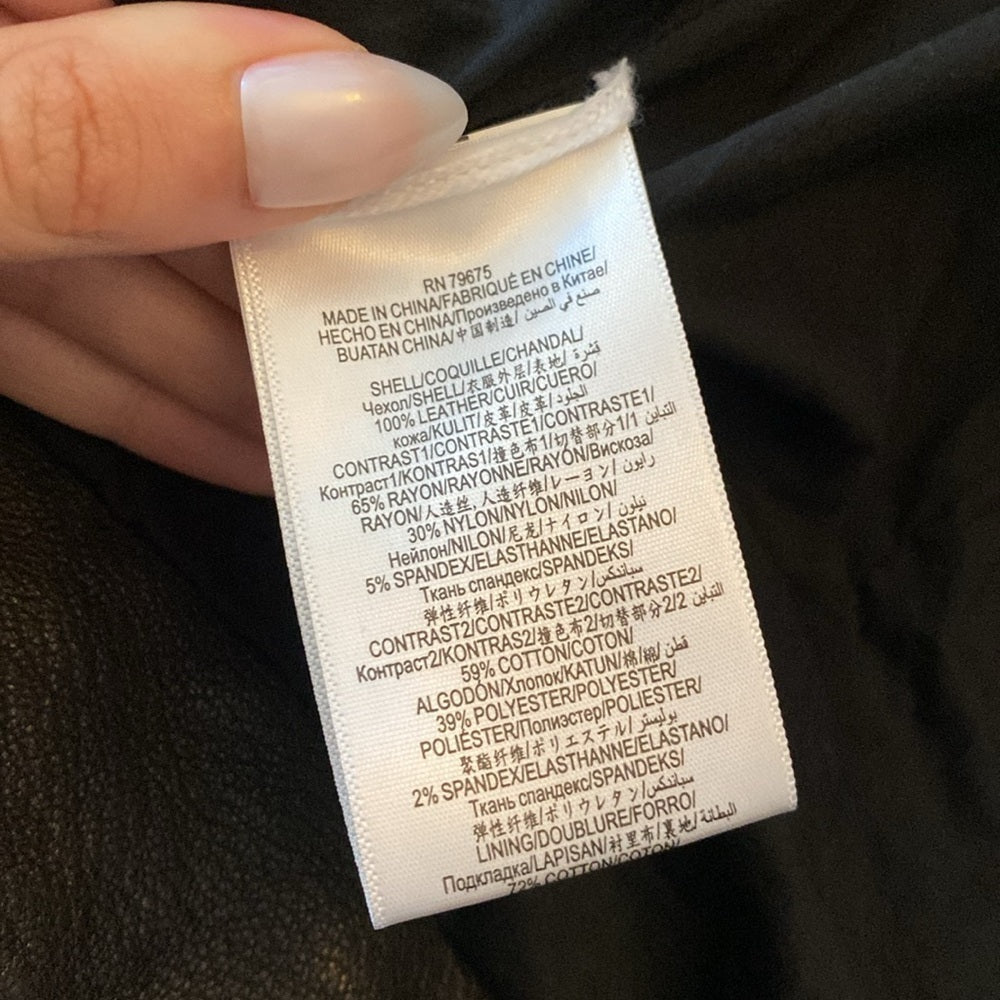 RN 79675
MADE IN CHINA/FABRIQUÉ EN CHINE/
HECHO EN CHINA/Произведено в Китае/
BUATAN CHINA/中国制造/ صنع في الصين
SHELL/COQUILLE/CHANDAL/
Чехол/SHELL/衣服外层/表地/ قشرة
100% LEATHER/CUIR/CUERO/
кожа/KULIT/皮革/皮革/ الجلود
CONTRAST1/CONTRASTE1/CONTRASTE1/
Контраст1/KONTRAS1/撞色布1/切替部分1/ التباين 1
65% RAYON/RAYONNE/RAYÓN/Вискоза/
RAYON/人造丝, 人造纤维/レーヨン/ رايون
30% NYLON/NYLON/NILON/
Нейлон/NILON/尼龙/ナイロン/ نيلون
5% SPANDEX/ELASTHANNE/ELASTANO/
Ткань спандекс/SPANDEKS/
弹性纤维/ポリウレタン/ سباندكس
CONTRAST2/CONTRASTE2/CONTRASTE2/
Контраст2/KONTRAS2/撞色布2/切替部分2/ التباين 2
59% COTTON/COTON/
ALGODÓN/Хлопок/KATUN/棉/綿/ قطن
39% POLYESTER/POLYESTER/
POLIÉSTER/Полиэстер/POLIESTER/
聚酯纤维/ポリエステル/ بوليستر
2% SPANDEX/ELASTHANNE/ELASTANO/
Ткань спандекс/SPANDEKS/
弹性纤维/ポリウレタン/ سباندكس
LINING/DOUBLURE/FORRO/
Подкладка/LAPISAN/衬里布/裏地/ البطانة
72% COTTON/COTON/